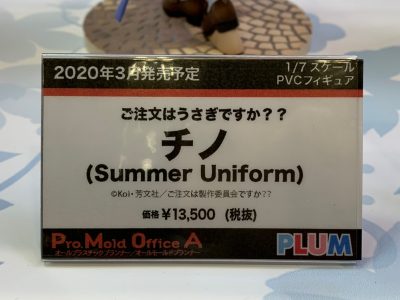 2020年3月発売予定
1/7 スケール
PVCフィギュア
ご注文はうさぎですか??
チノ
(Summer Uniform)
©Koi・芳文社/ご注文は製作委員会ですか??
価格 ¥13,500 (税抜)
Pro Mold Office A
PLUM